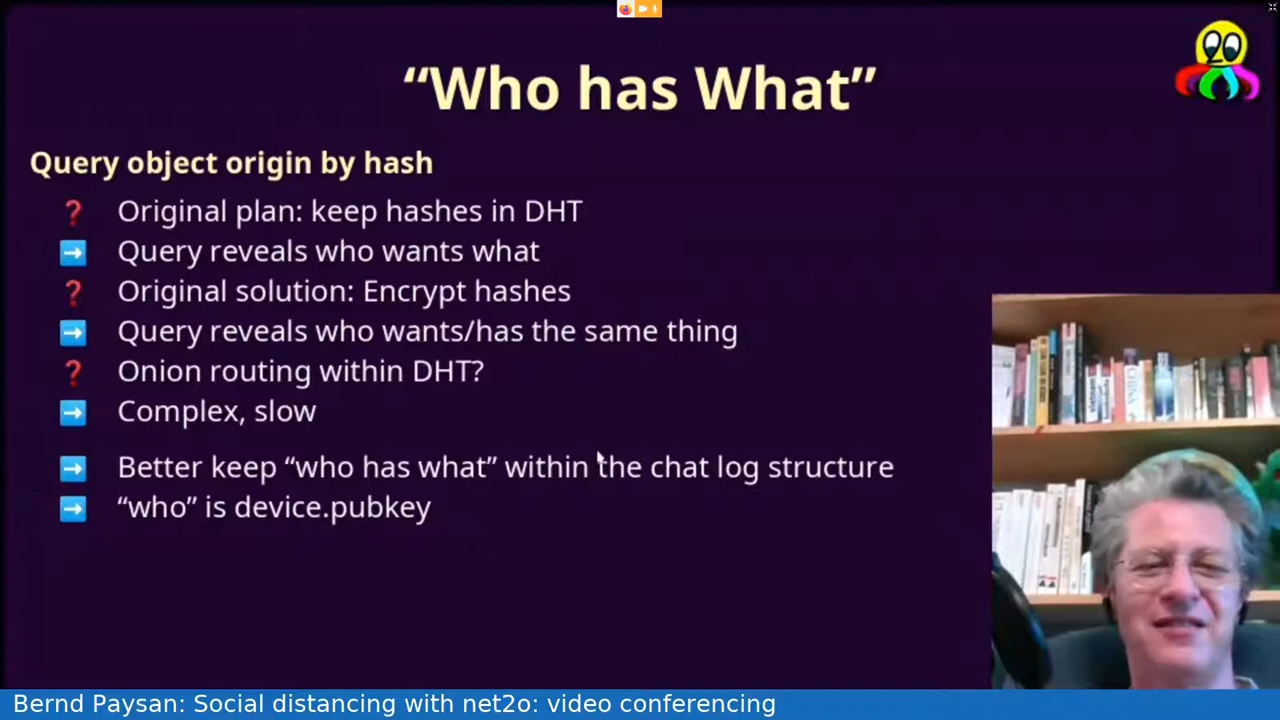 “Who has What”
Query object origin by hash
Original plan: keep hashes in DHT
Query reveals who wants what
Original solution: Encrypt hashes
Query reveals who wants/has the same thing
Onion routing within DHT?
Complex, slow
Better keep “who has what” within the chat log structure
“who” is device.pubkey
Bernd Paysan: Social distancing with net2o: video conferencing